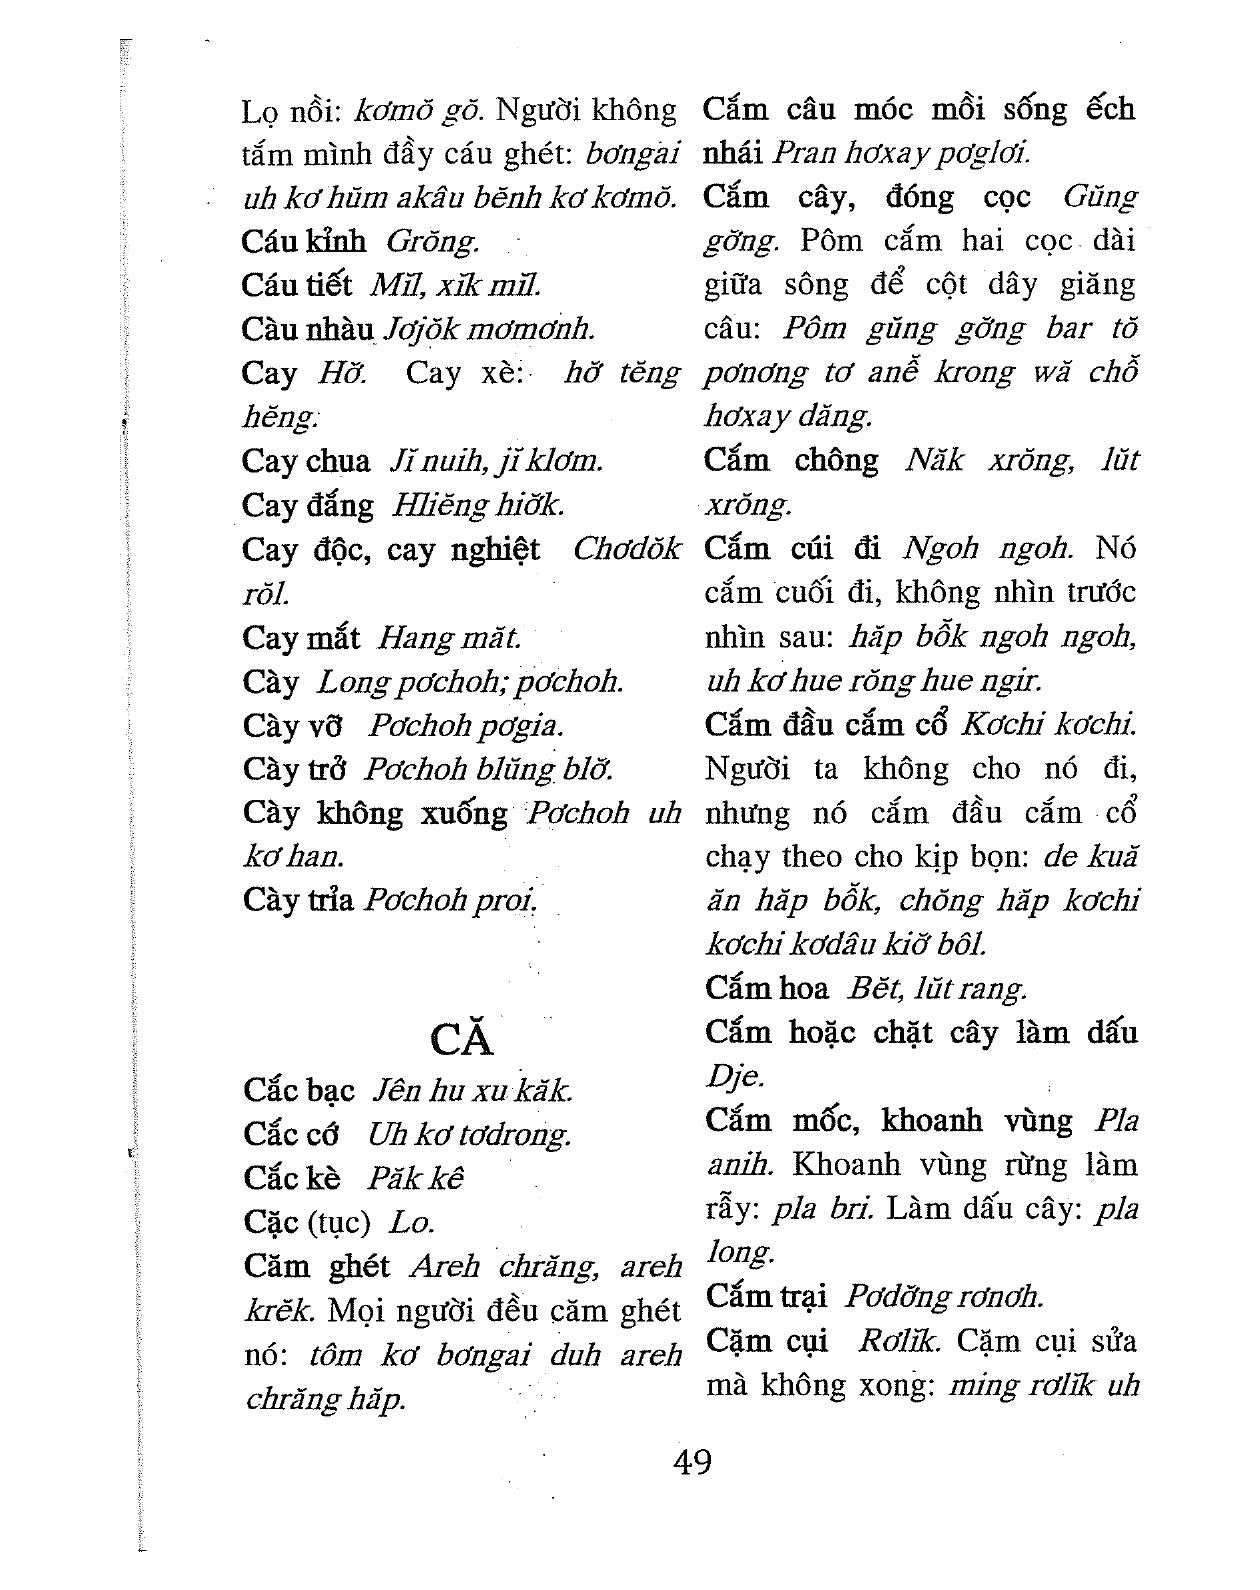 Lọ nồi: kơmŏ gŏ. Người không
tắm mình đầy cáu ghét: bơngai
uh kơ hŭm akâu bĕnh kơ kơmŏ.
Cáu kỉnh Grŏng.
Cáu tiết Mĭl, xĭk mĭl.
Càu nhàu Jơjŏk mơmơnh.
Cay Hơ̆. Cay xè: hơ̆ tĕng
hĕng.
Cay chua Jĭ nuih, jĭ klơm.
Cay đắng Hliĕng hiơ̆k.
Cay độc, cay nghiệt Chơdŏk
rŏl.
Cay mắt Hang măt.
Cày Long pơchoh; pơchoh.
Cày vỡ Pơchoh pơgia.
Cày trở Pơchoh blŭng blơ̆.
Cày không xuống Pơchoh uh
kơ han.
Cày trỉa Pơchoh proi.
CĂ
Cắc bạc Jên hu xu kăk.
Cắc cớ Uh kơ tơdrong.
Cắc kè Păk kê
Cặc (tục) Lo.
Căm ghét Areh chrăng, areh
krĕk. Mọi người đều căm ghét
nó: tôm kơ bơngai duh areh
chrăng hăp.
Cắm câu móc mồi sống ếch
nhái Pran hơxay pơglơi.
Cắm cây, đóng cọc Gŭng
gơ̆ng. Pôm cắm hai cọc dài
giữa sông để cột dây giăng
câu: Pôm gŭng gơ̆ng bar tŏ
pơnơng tơ anê̆ krong wă chô̆
hơxay dăng.
Cắm chông Năk xrŏng, lŭt
xrŏng.
Cắm cúi đi Ngoh ngoh. Nó
cắm cuối đi, không nhìn trước
nhìn sau: hăp bô̆k ngoh ngoh,
uh kơ hue rŏng hue ngir.
Cắm đầu cắm cổ Kơchi kơchi.
Người ta không cho nó đi,
nhưng nó cắm đầu cắm cổ
chạy theo cho kịp bọn: de kuă
ăn hăp bô̆k, chŏng hăp kơchi
kơchi kơdâu kiơ̆ bôl.
Cắm hoa Bĕt, lŭt rang.
Cắm hoặc chặt cây làm dấu
Dje.
Cắm mốc, khoanh vùng Pla
anih. Khoanh vùng rừng làm
rẫy: pla bri. Làm dấu cây: pla
long.
Cắm trại Pơdơ̆ng rơnơh.
Cặm cụi Rơlĭk. Cặm cụi sửa
mà không xong: ming rơlĭk uh
49